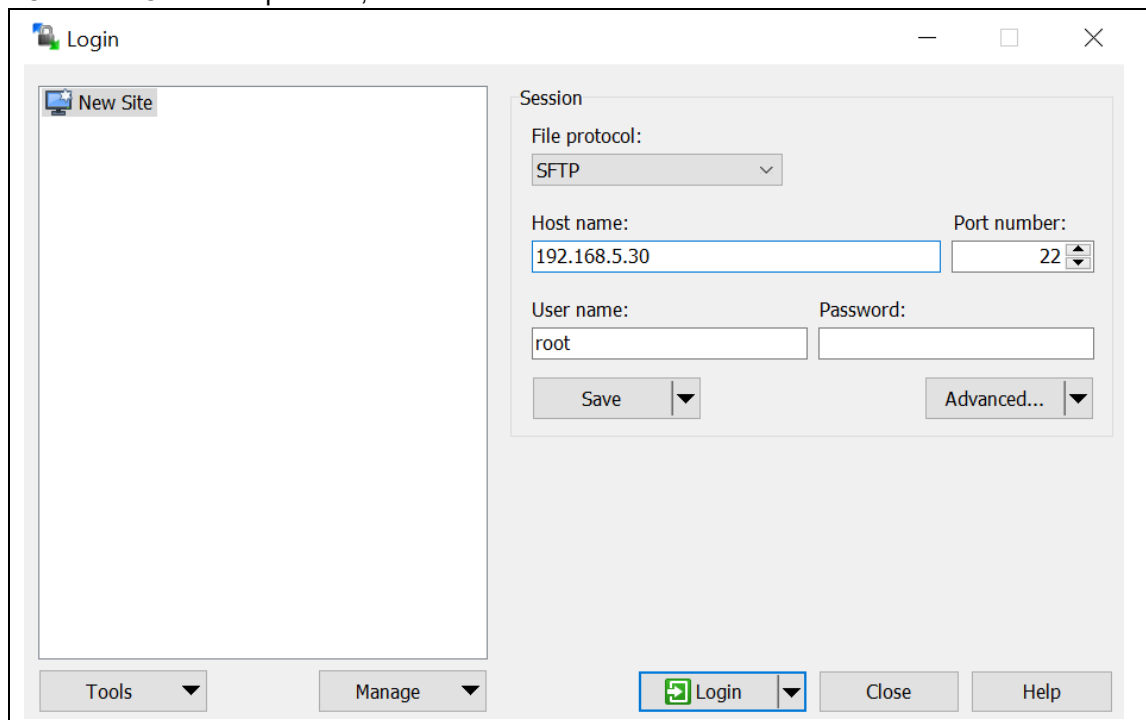 Login
New Site
Session
File protocol:
SFTP
Host name: Port number:
192.168.5.30 22
User name: Password:
root
Save Advanced...
Tools Manage Login Close Help